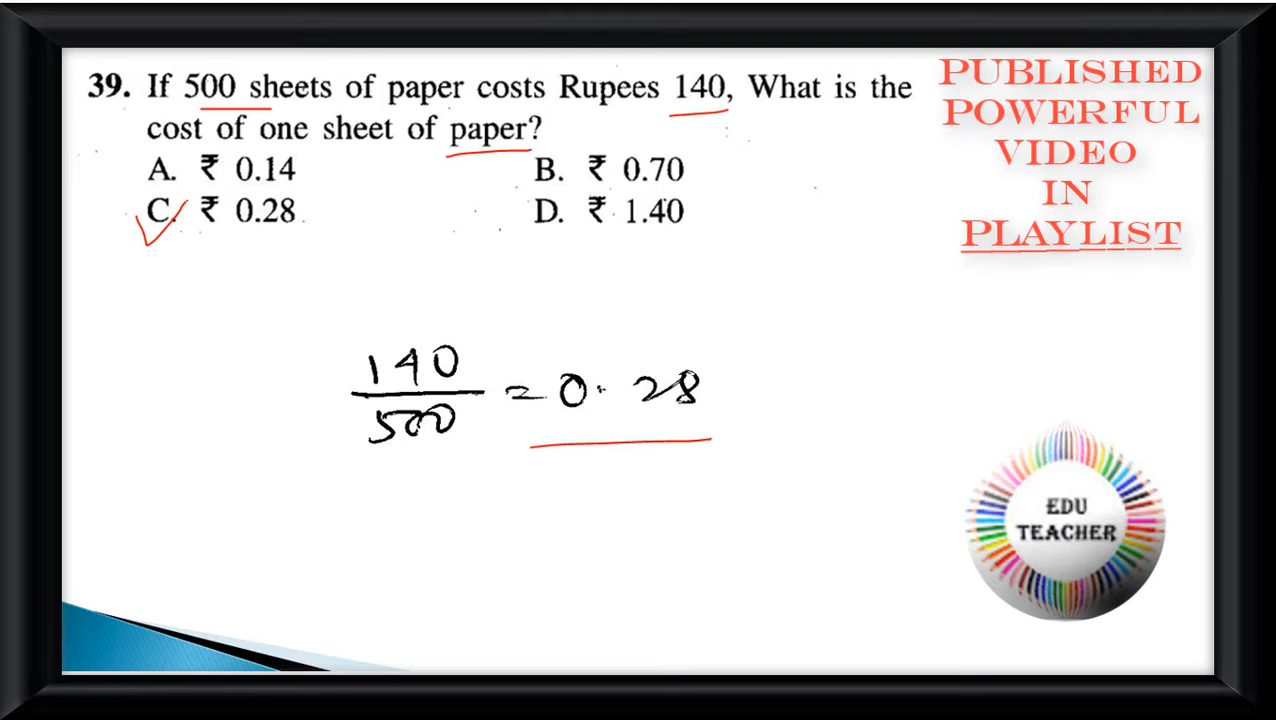 39. If 500 sheets of paper costs Rupees 140, What is the
cost of one sheet of paper?
A. ₹ 0.14 B. ₹ 0.70
C. ₹ 0.28 D. ₹ 1.40
PUBLISHED
POWERFUL
VIDEO
IN
PLAYLIST
140
500
= 0.28
EDU
TEACHER